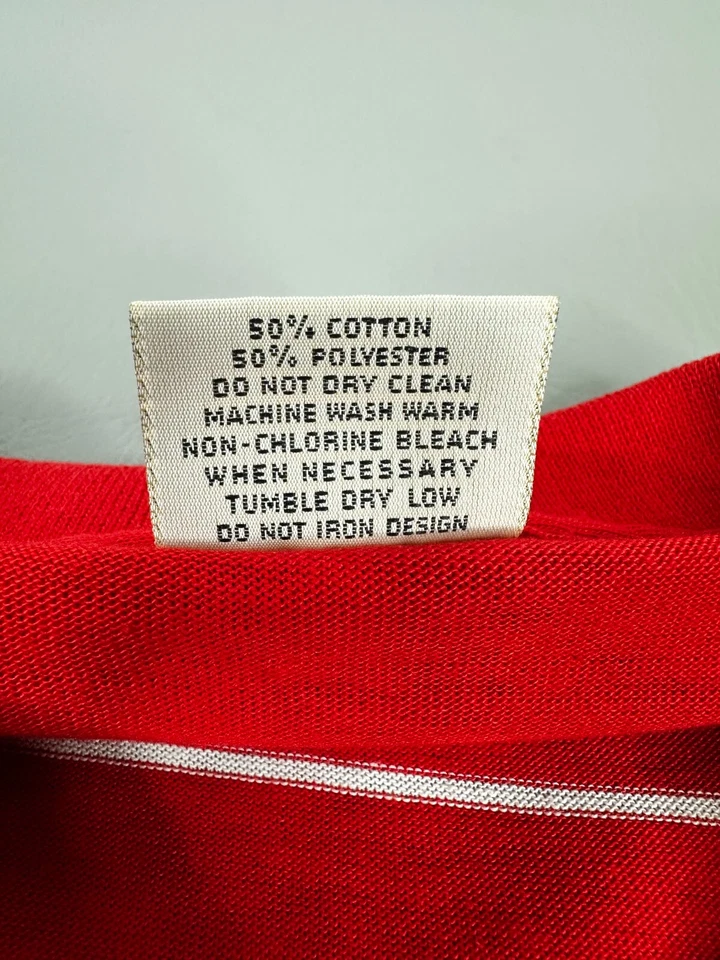 50% COTTON
50% POLYESTER
DO NOT DRY CLEAN
MACHINE WASH WARM
NON-CHLORINE BLEACH
WHEN NECESSARY
TUMBLE DRY LOW
DO NOT IRON DESIGN